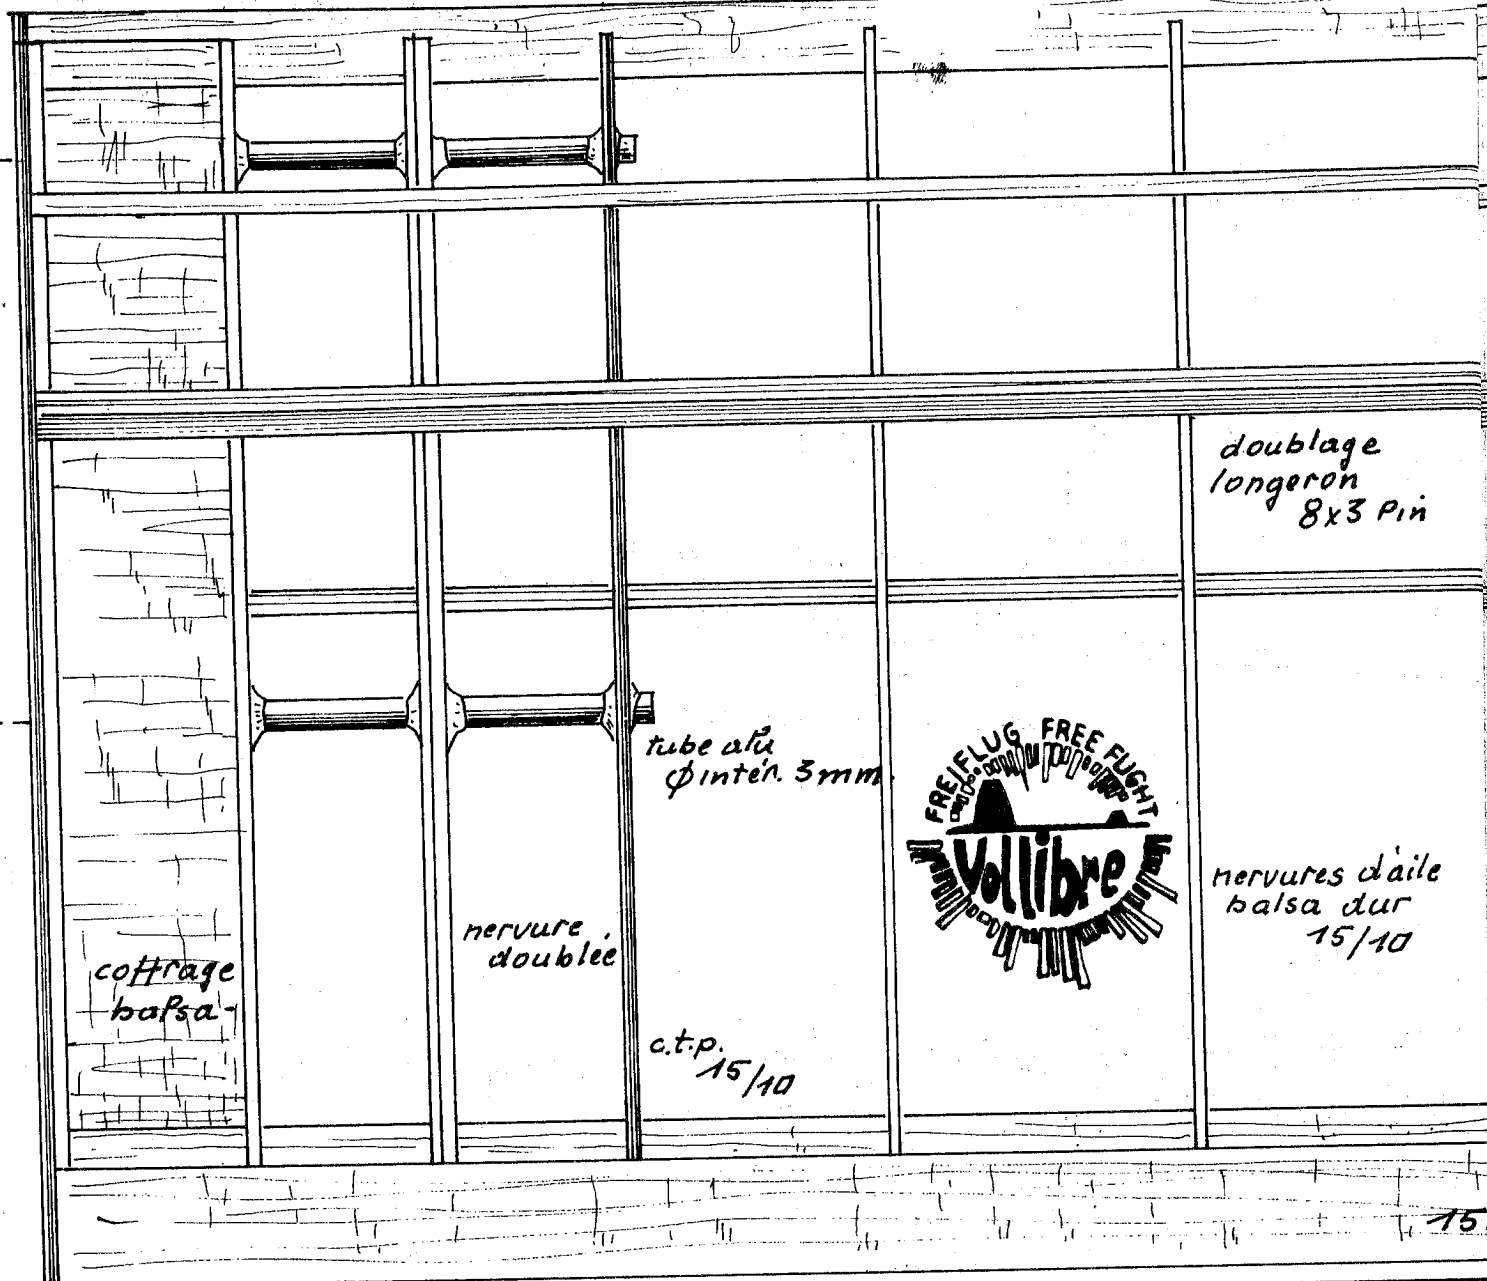 doublage
longeron
8x3 Pin
tube alu
Ø intér. 3mm.
FREIFLUG FREE FLIGHT
Vol libre
nervures d'aile
balsa dur
15/10
nervure
doublée
coffrage
balsa
c.t.p.
15/10
15